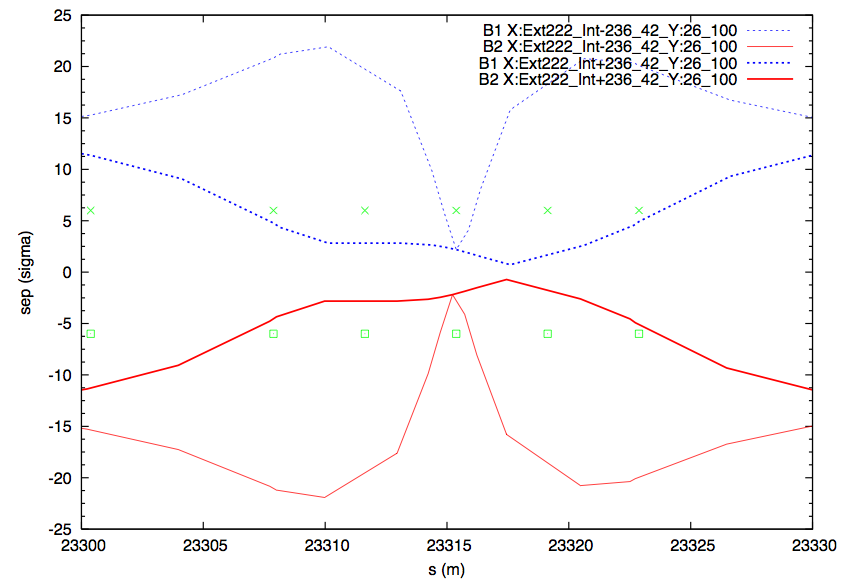 B1 X:Ext222_Int-236_42_Y:26_100
B2 X:Ext222_Int-236_42_Y:26_100
B1 X:Ext222_Int+236_42_Y:26_100
B2 X:Ext222_Int+236_42_Y:26_100
25
20
15
10
5
0
-5
-10
-15
-20
-25
sep (sigma)
23300 23305 23310 23315 23320 23325 23330
s (m)